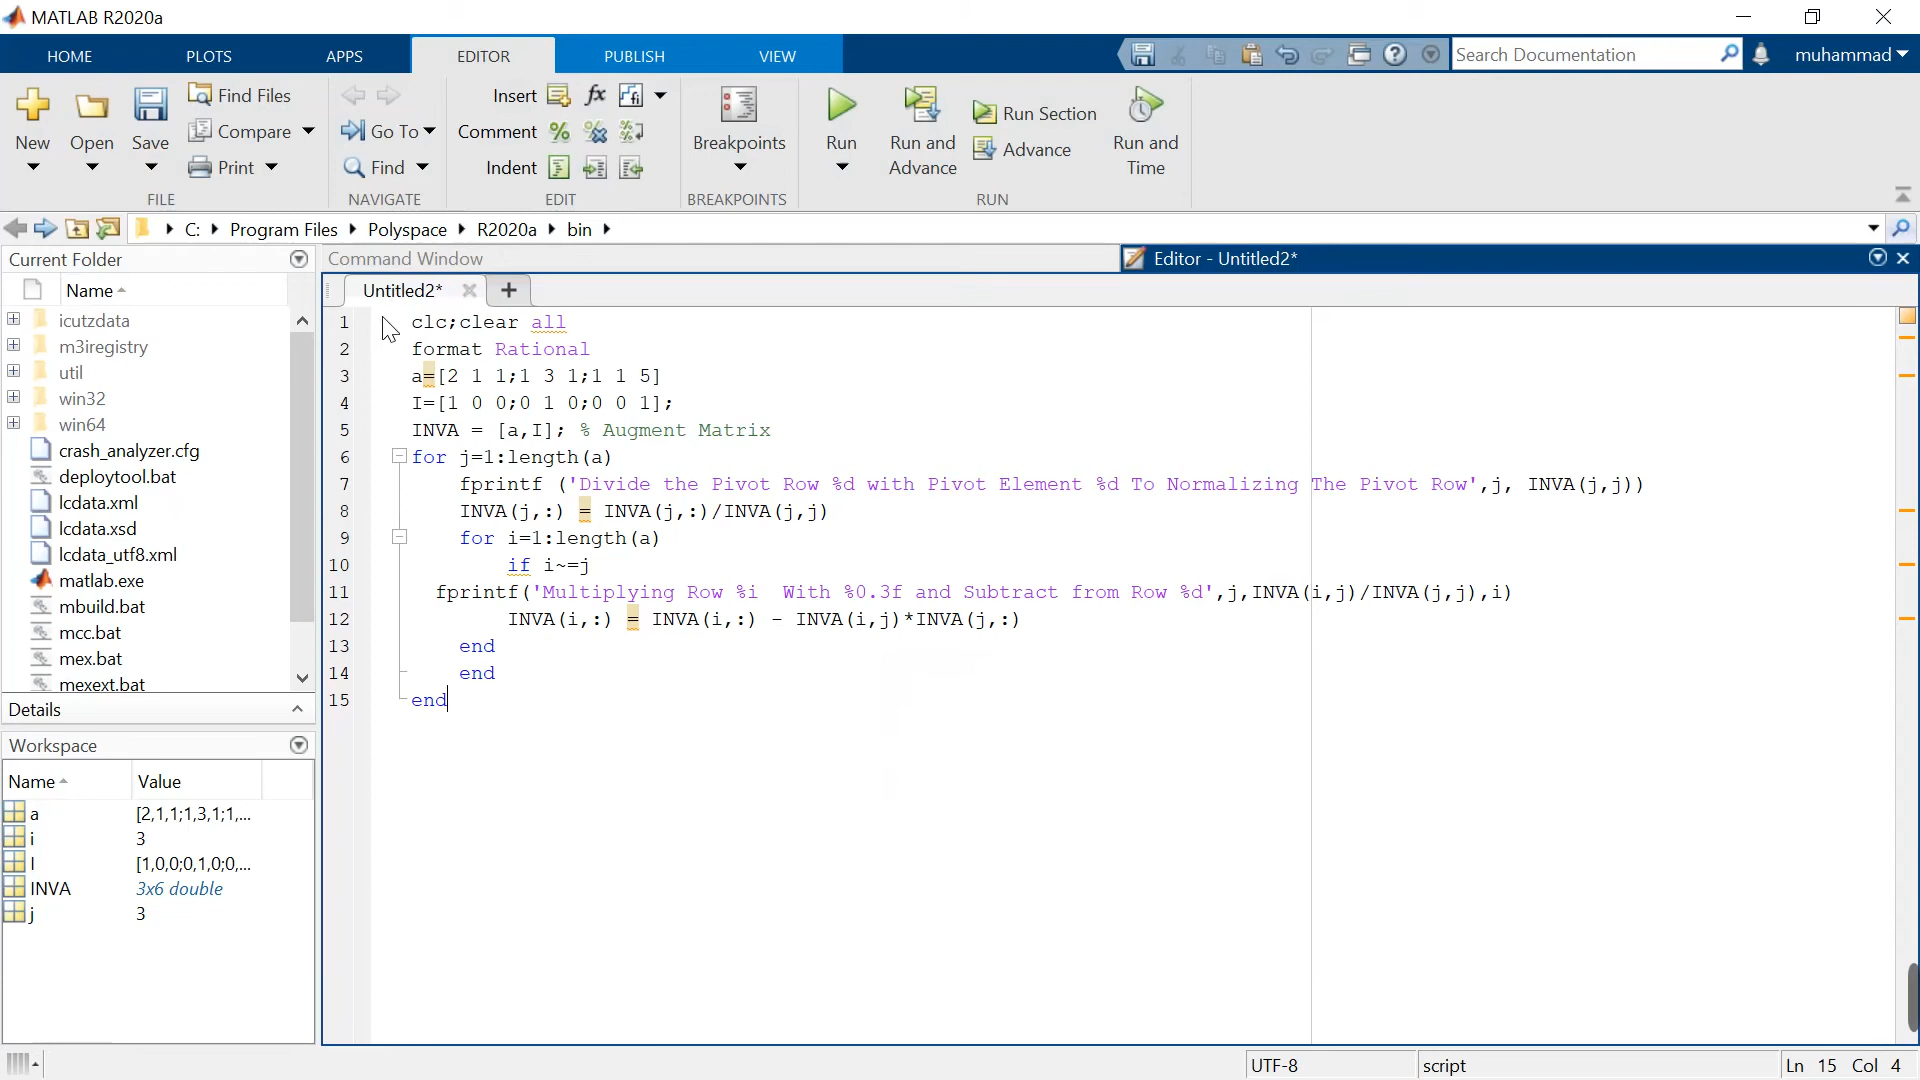 MATLAB R2020a
HOME PLOTS APPS EDITOR PUBLISH VIEW Search Documentation muhammad
New Open Save Find Files Compare Print
FILE
Go To Find
NAVIGATE
Insert fx
Comment
Indent
EDIT
Breakpoints
BREAKPOINTS
Run Run and Advance Run Section Advance Run and Time
RUN
C: Program Files Polyspace R2020a bin
Current Folder
Name
icutzdata
m3iregistry
util
win32
win64
crash_analyzer.cfg
deploytool.bat
lcdata.xml
lcdata.xsd
lcdata_utf8.xml
matlab.exe
mbuild.bat
mcc.bat
mex.bat
mexext.bat
Details
Workspace
Name Value
a [2,1,1;1,3,1;1,...
i 3
I [1,0,0;0,1,0;0,...
INVA 3x6 double
j 3
Command Window
Editor - Untitled2*
Untitled2*
1 clc;clear all
2 format Rational
3 a=[2 1 1;1 3 1;1 1 5]
4 I=[1 0 0;0 1 0;0 0 1];
5 INVA = [a,I]; % Augment Matrix
6 for j=1:length(a)
7 fprintf ('Divide the Pivot Row %d with Pivot Element %d To Normalizing The Pivot Row',j, INVA(j,j))
8 INVA(j,:) = INVA(j,:)/INVA(j,j)
9 for i=1:length(a)
10 if i~=j
11 fprintf('Multiplying Row %i  With %0.3f and Subtract from Row %d',j,INVA(i,j)/INVA(j,j),i)
12 INVA(i,:) = INVA(i,:) - INVA(i,j)*INVA(j,:)
13 end
14 end
15 end
UTF-8 script Ln 15 Col 4